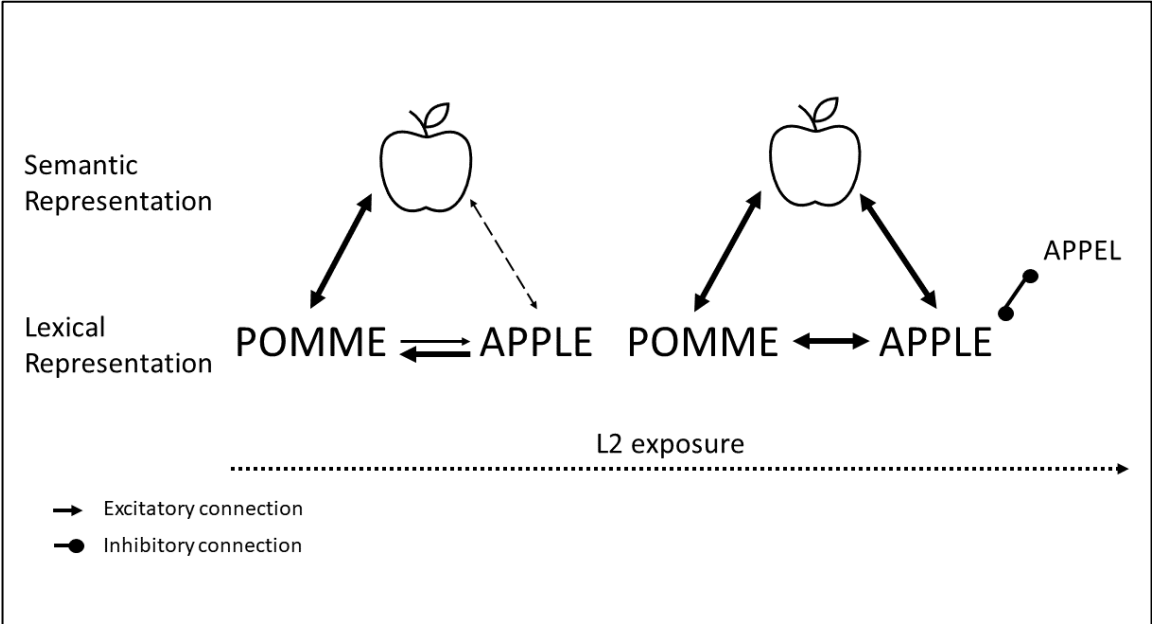 Semantic
Representation
APPEL
Lexical
Representation
POMME APPLE POMME APPLE
L2 exposure
Excitatory connection
Inhibitory connection